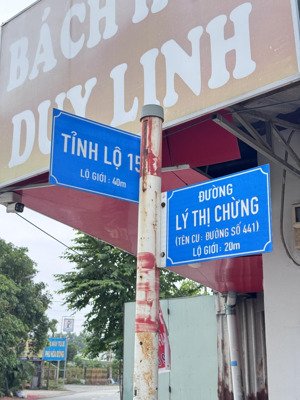 BÁCH H
DUY LINH
TỈNH LỘ 15
LỘ GIỚI : 40m
ĐƯỜNG
LÝ THỊ CHỪNG
(TÊN CŨ : ĐƯỜNG SỐ 441)
LỘ GIỚI : 20m